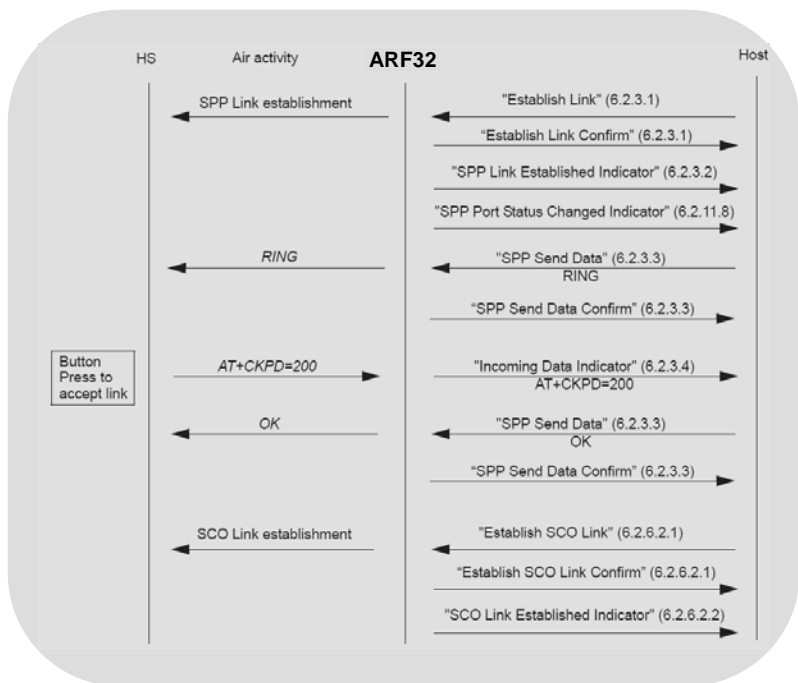 HS Air activity ARF32 Host
SPP Link establishment "Establish Link" (6.2.3.1)
"Establish Link Confirm" (6.2.3.1)
"SPP Link Established Indicator" (6.2.3.2)
"SPP Port Status Changed Indicator" (6.2.11.8)
RING "SPP Send Data" (6.2.3.3)
RING
"SPP Send Data Confirm" (6.2.3.3)
Button
Press to
accept link
AT+CKPD=200 "Incoming Data Indicator" (6.2.3.4)
AT+CKPD=200
OK "SPP Send Data" (6.2.3.3)
OK
"SPP Send Data Confirm" (6.2.3.3)
SCO Link establishment "Establish SCO Link" (6.2.6.2.1)
"Establish SCO Link Confirm" (6.2.6.2.1)
"SCO Link Established Indicator" (6.2.6.2.2)